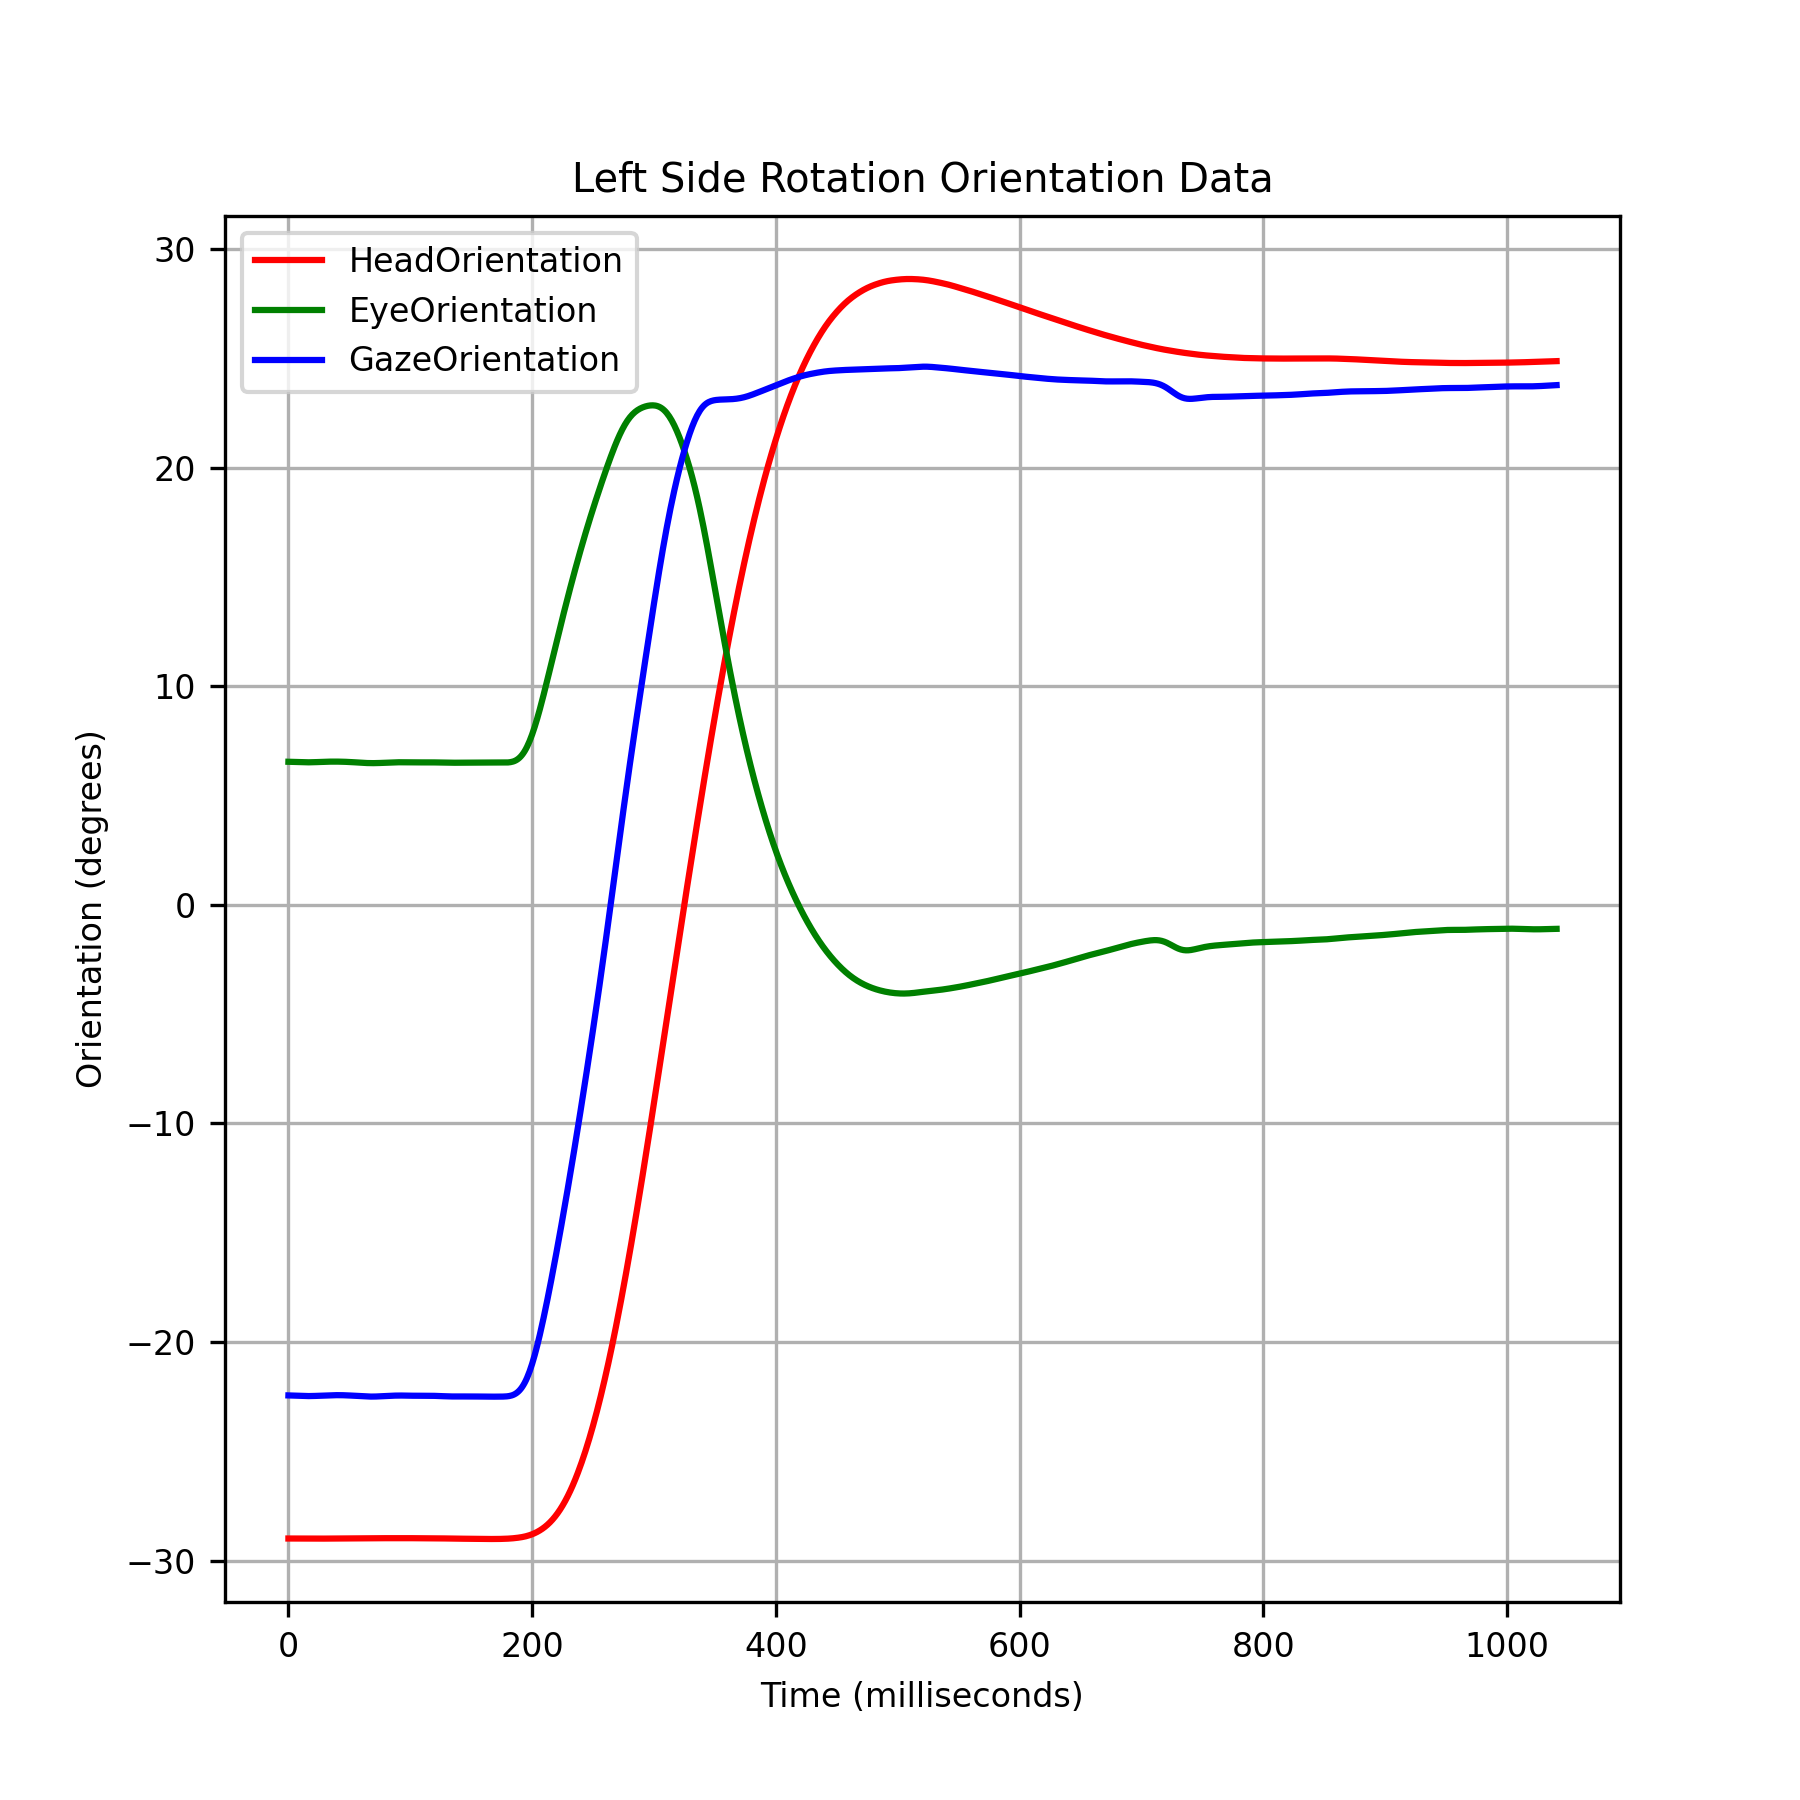 Left Side Rotation Orientation Data
HeadOrientation
EyeOrientation
GazeOrientation
30
20
10
0
−10
−20
−30
Orientation (degrees)
0 200 400 600 800 1000
Time (milliseconds)